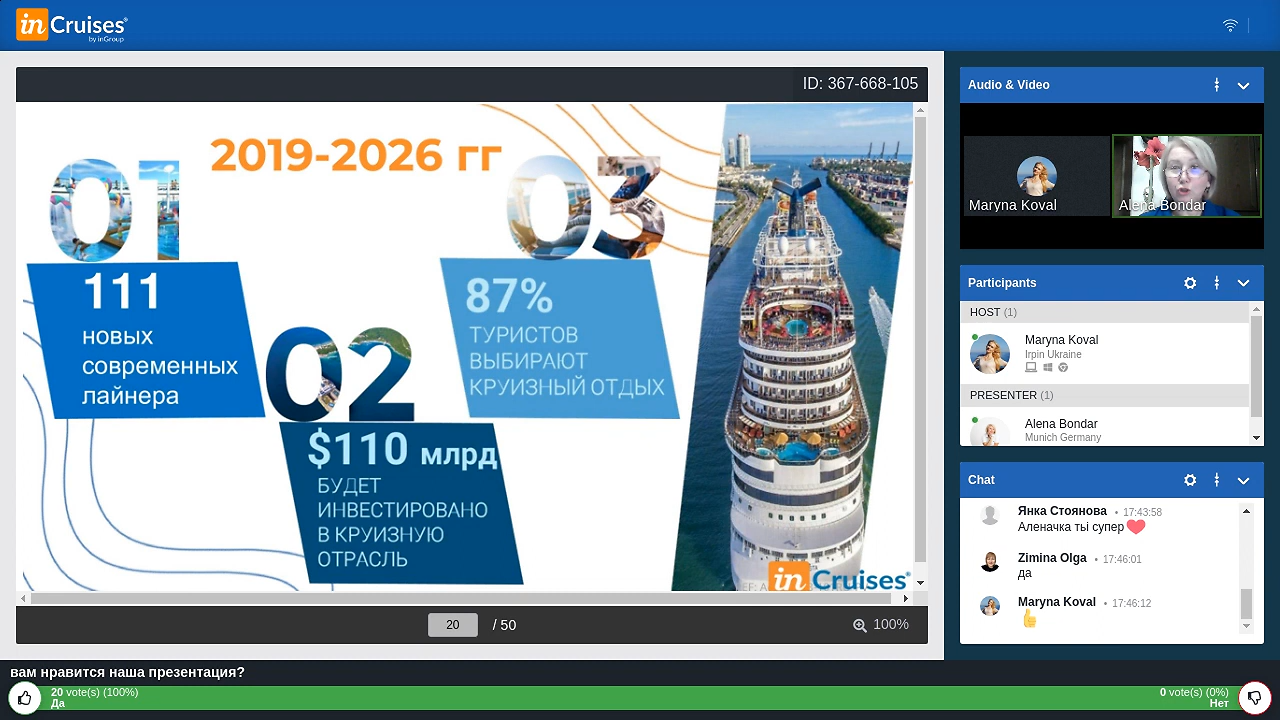 inCruises®
by inGroup
ID: 367-668-105
2019-2026 гг
01
111
новых
современных
лайнера
02
$110 млрд
БУДЕТ
ИНВЕСТИРОВАНО
В КРУИЗНУЮ
ОТРАСЛЬ
03
87%
ТУРИСТОВ
ВЫБИРАЮТ
КРУИЗНЫЙ ОТДЫХ
inCruises®
20 / 50
100%
Audio & Video
Maryna Koval
Alena Bondar
Participants
HOST (1)
Maryna Koval
Irpin Ukraine
PRESENTER (1)
Alena Bondar
Munich Germany
Chat
Янка Стоянова • 17:43:58
Аленачка ты супер
Zimina Olga • 17:46:01
да
Maryna Koval • 17:46:12
вам нравится наша презентация?
20 vote(s) (100%)
Да
0 vote(s) (0%)
Нет